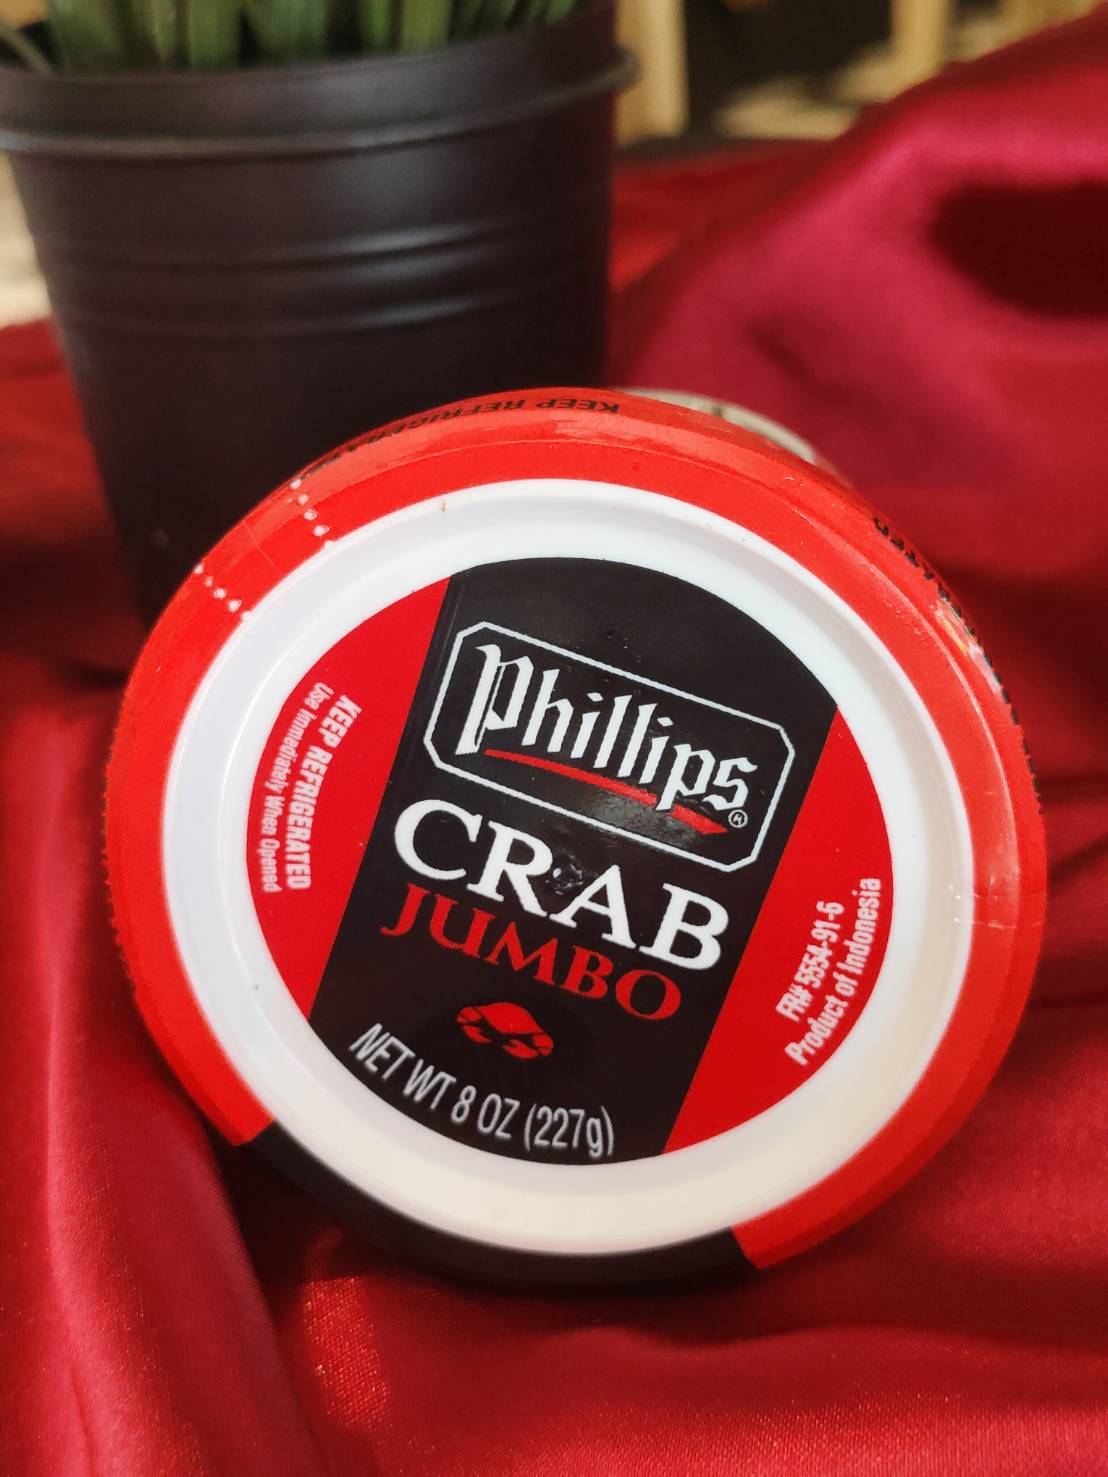 KEEP REFRIGERATED
Phillips®
CRAB
JUMBO
NET WT 8 OZ (227g)
KEEP REFRIGERATED
Use Immediately When Opened
FR# 5554-91-6
Product of Indonesia